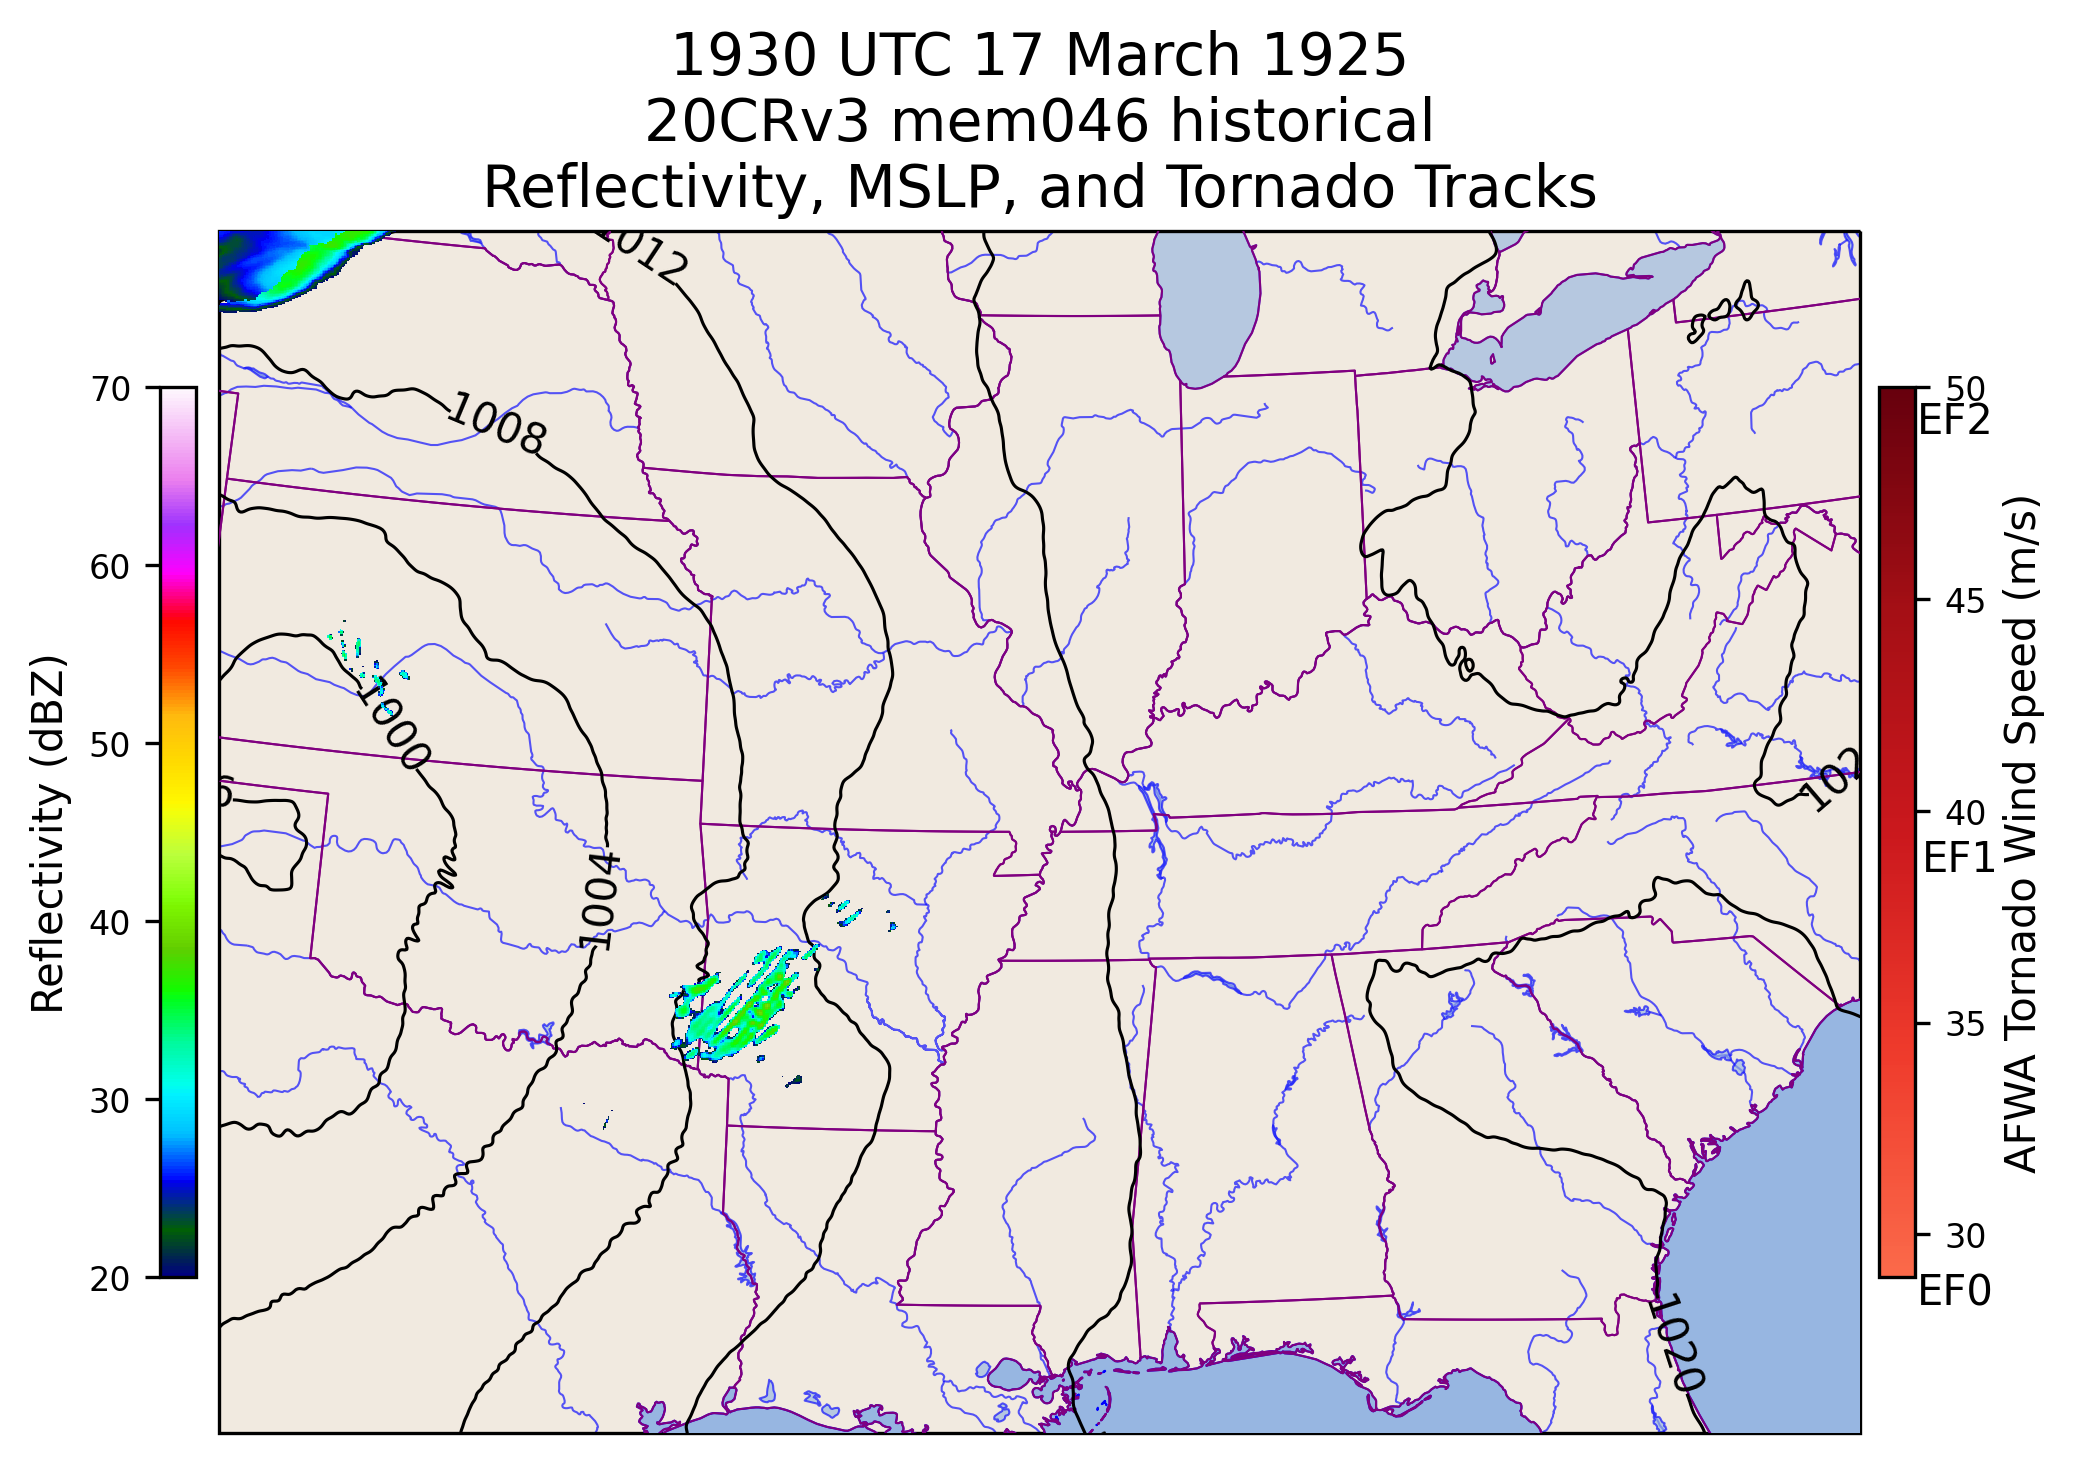 1930 UTC 17 March 1925
20CRv3 mem046 historical
Reflectivity, MSLP, and Tornado Tracks
1012
1008
1000
1004
1020
70
60
50
40
30
20
Reflectivity (dBZ)
50
EF2
45
40
EF1
35
30
EF0
AFWA Tornado Wind Speed (m/s)